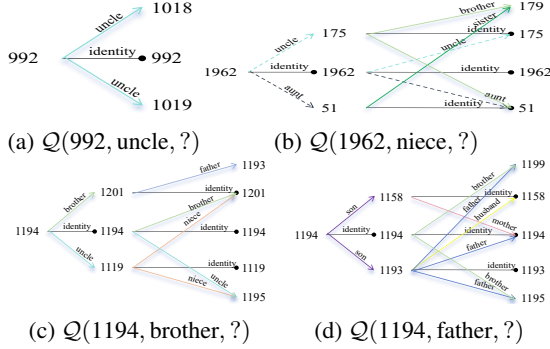 1018
uncle
992
identity
992
uncle
1019
(a) Q(992, uncle, ?)
179
brother
sister
175
175
uncle
uncle
identity
1962
identity
1962
identity
1962
aunt
aunt
51
identity
51
(b) Q(1962, niece, ?)
1193
father
1201
identity
1201
brother
brother
niece
1194
identity
1194
identity
1194
uncle
1119
identity
1119
uncle
niece
1195
(c) Q(1194, brother, ?)
1199
brother
father
1158
identity
1158
son
husband
mother
1194
identity
1194
father
identity
1194
son
1193
identity
1193
brother
father
1195
(d) Q(1194, father, ?)